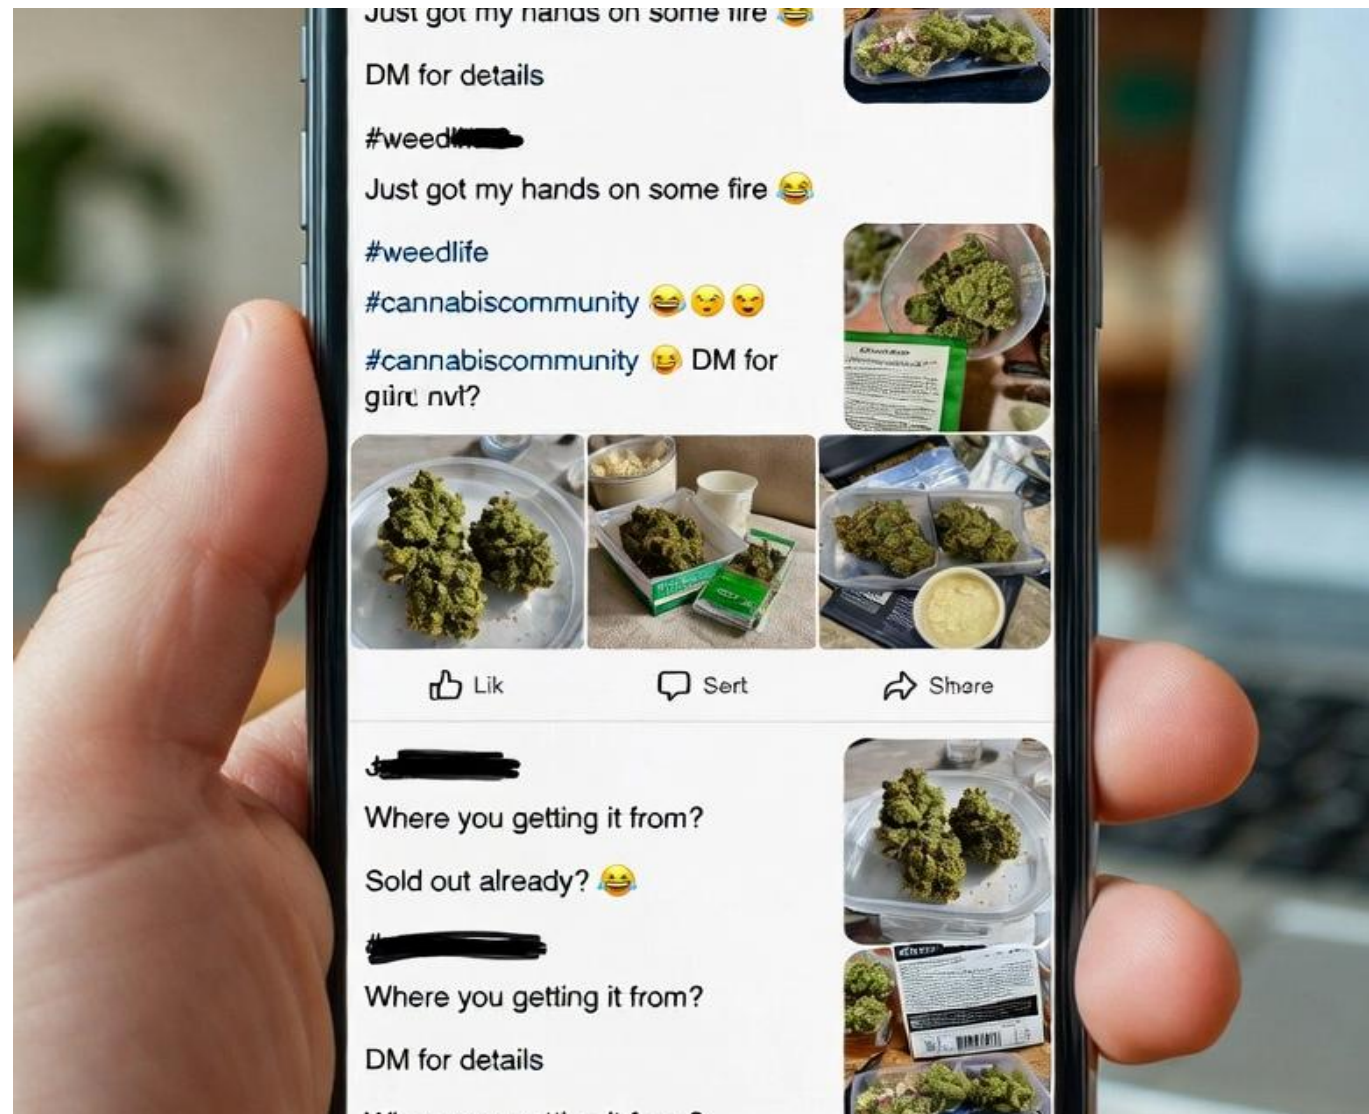 Just got my hands on some fire 😂
DM for details
#weed
Just got my hands on some fire 😂
#weedlife
#cannabiscommunity 😂😏😏
#cannabiscommunity 😆 DM for
Lik
Sert
Share
Where you getting it from?
Sold out already? 😂
Where you getting it from?
DM for details